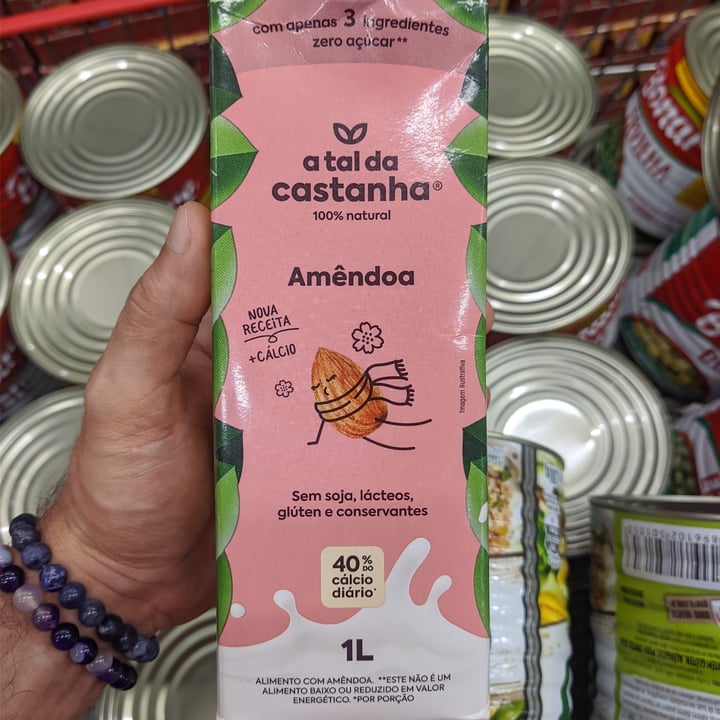 com apenas 3 ingredientes
zero açúcar**
a tal da
castanha®
100% natural
Amêndoa
NOVA
RECEITA
+CÁLCIO
Imagem ilustrativa
Sem soja, lácteos,
glúten e conservantes
40%
DO
cálcio
diário*
1L
ALIMENTO COM AMÊNDOA. **ESTE NÃO É UM
ALIMENTO BAIXO OU REDUZIDO EM VALOR
ENERGÉTICO. *POR PORÇÃO